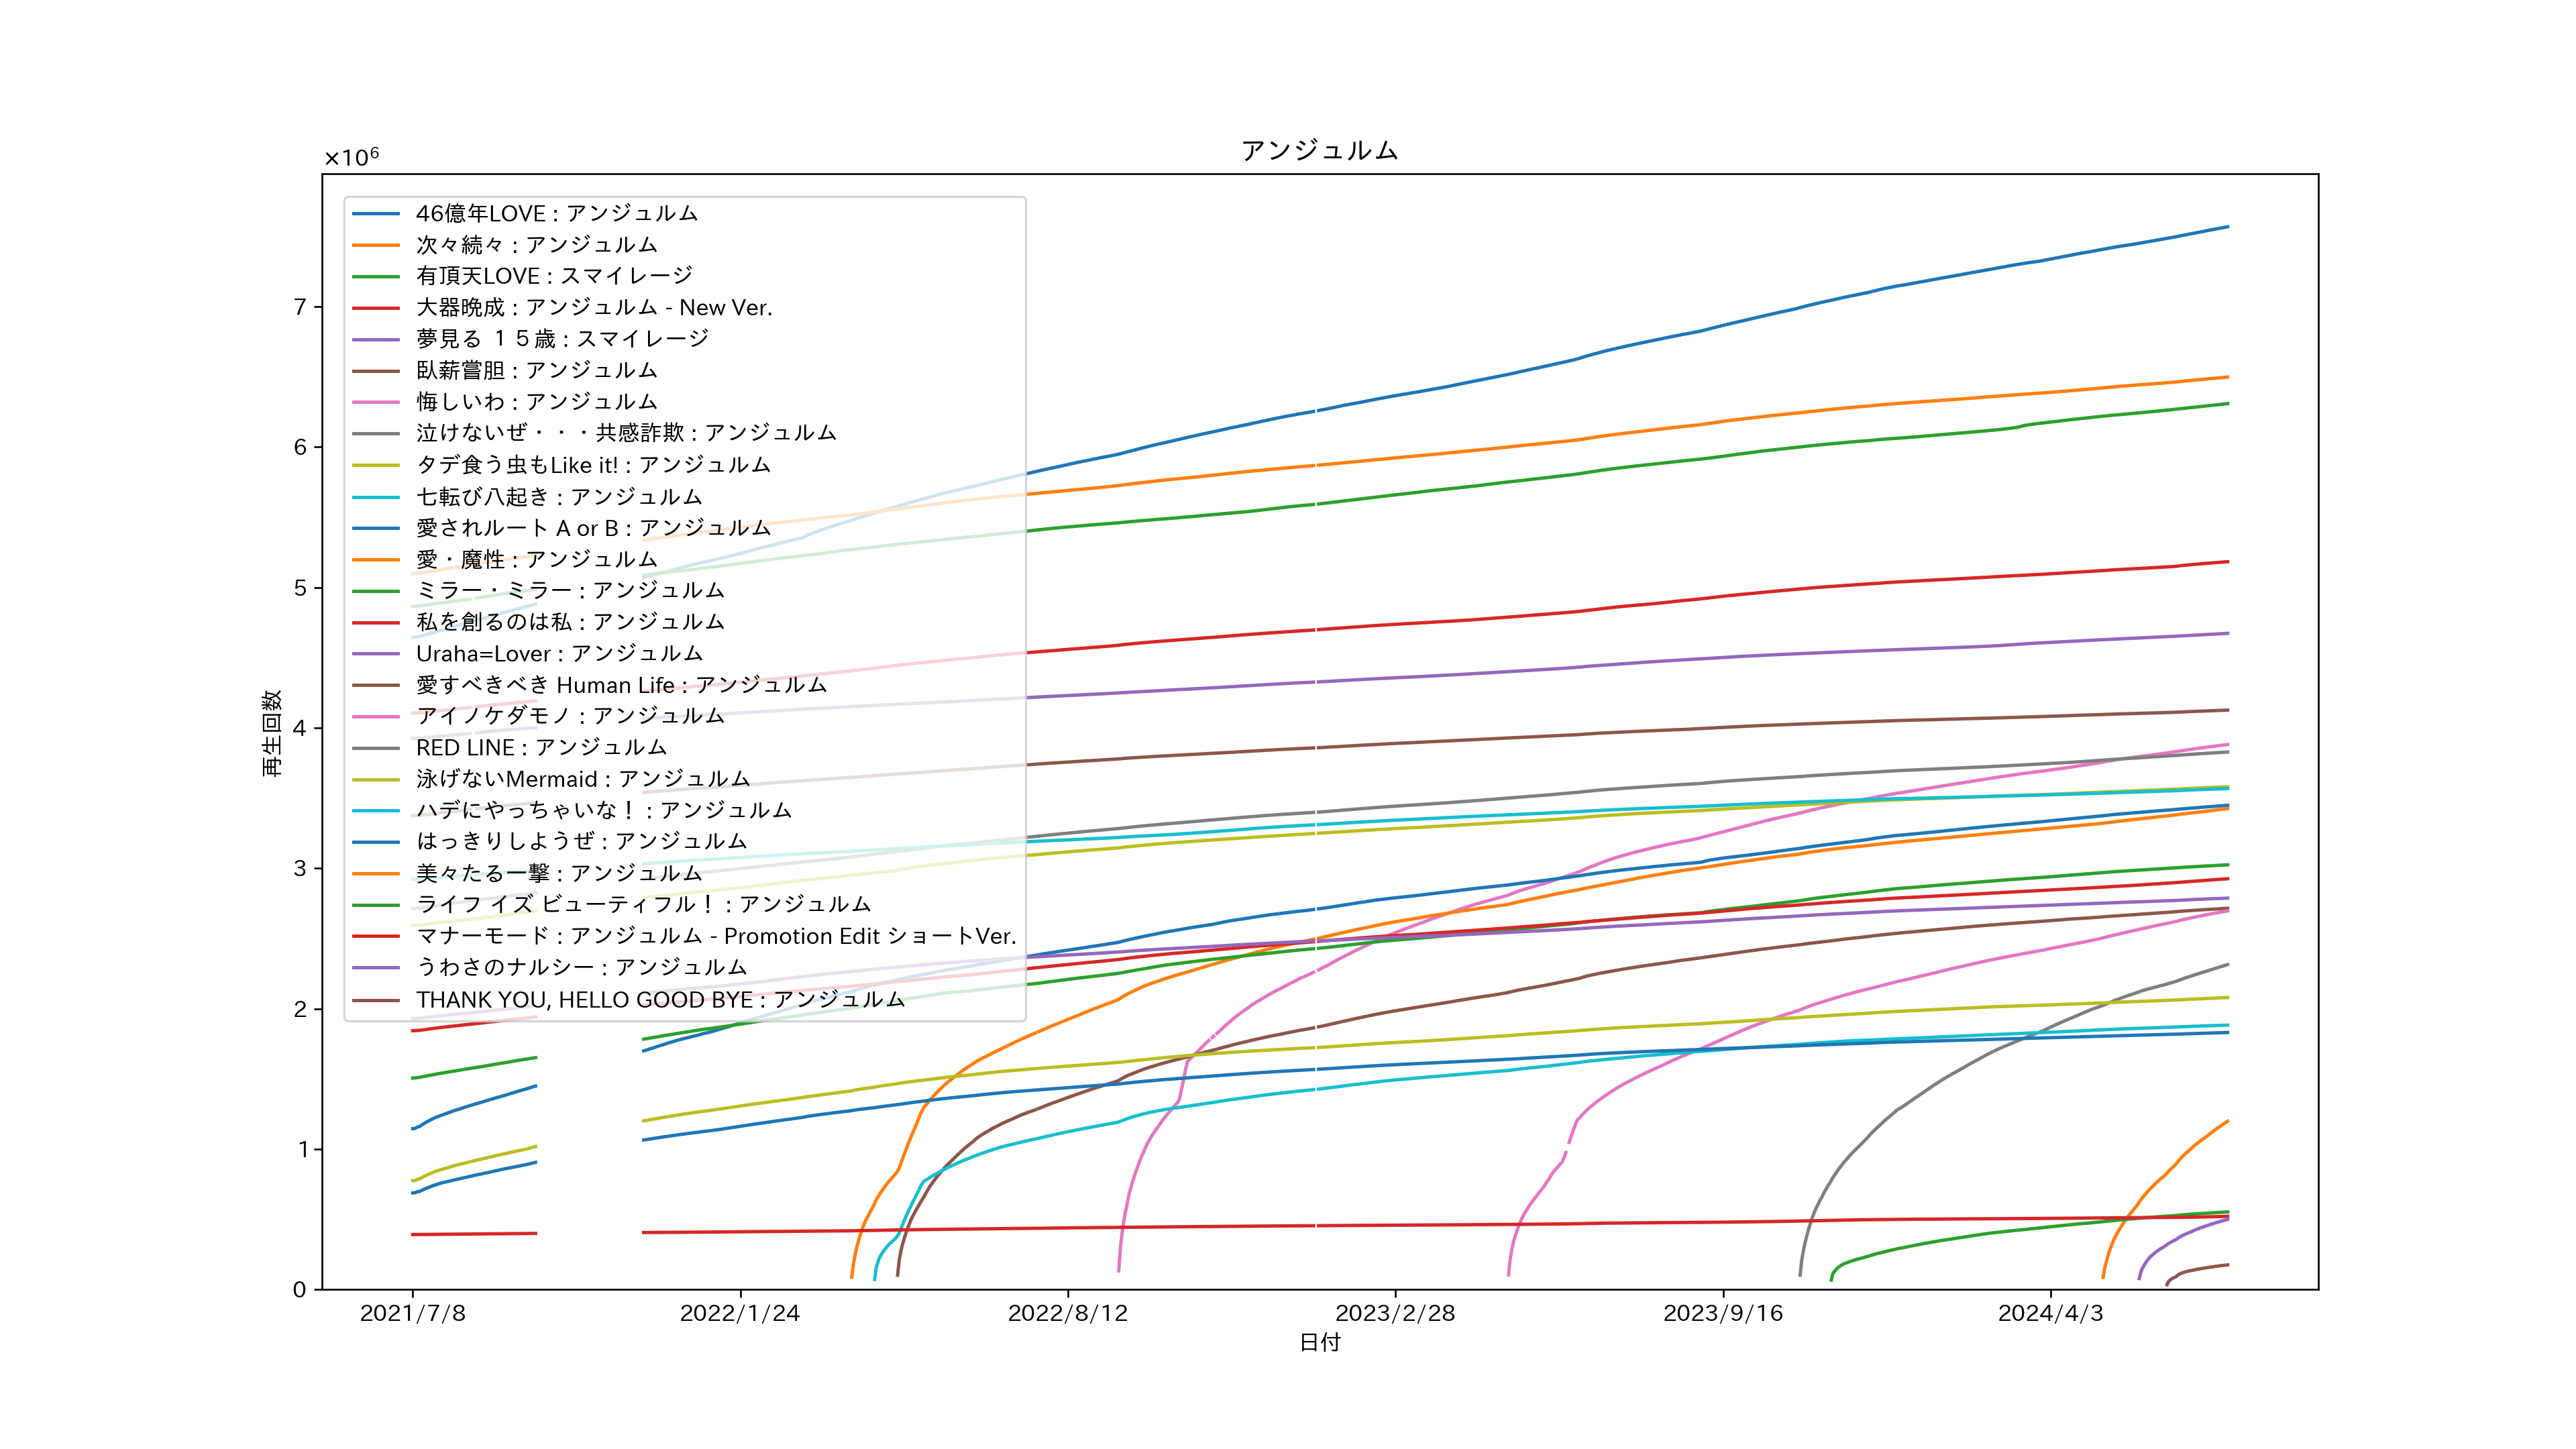 アンジュルム
×10⁶
46億年LOVE : アンジュルム
次々続々 : アンジュルム
有頂天LOVE : スマイレージ
大器晩成 : アンジュルム - New Ver.
夢見る １５歳 : スマイレージ
臥薪嘗胆 : アンジュルム
悔しいわ : アンジュルム
泣けないぜ・・・共感詐欺 : アンジュルム
タデ食う虫もLike it! : アンジュルム
七転び八起き : アンジュルム
愛されルート A or B : アンジュルム
愛・魔性 : アンジュルム
ミラー・ミラー : アンジュルム
私を創るのは私 : アンジュルム
Uraha=Lover : アンジュルム
愛すべきべき Human Life : アンジュルム
アイノケダモノ : アンジュルム
RED LINE : アンジュルム
泳げないMermaid : アンジュルム
ハデにやっちゃいな！ : アンジュルム
はっきりしようぜ : アンジュルム
美々たる一撃 : アンジュルム
ライフ イズ ビューティフル！ : アンジュルム
マナーモード : アンジュルム - Promotion Edit ショートVer.
うわさのナルシー : アンジュルム
THANK YOU, HELLO GOOD BYE : アンジュルム
7
6
5
4
3
2
1
0
再生回数
2021/7/8
2022/1/24
2022/8/12
2023/2/28
2023/9/16
2024/4/3
日付